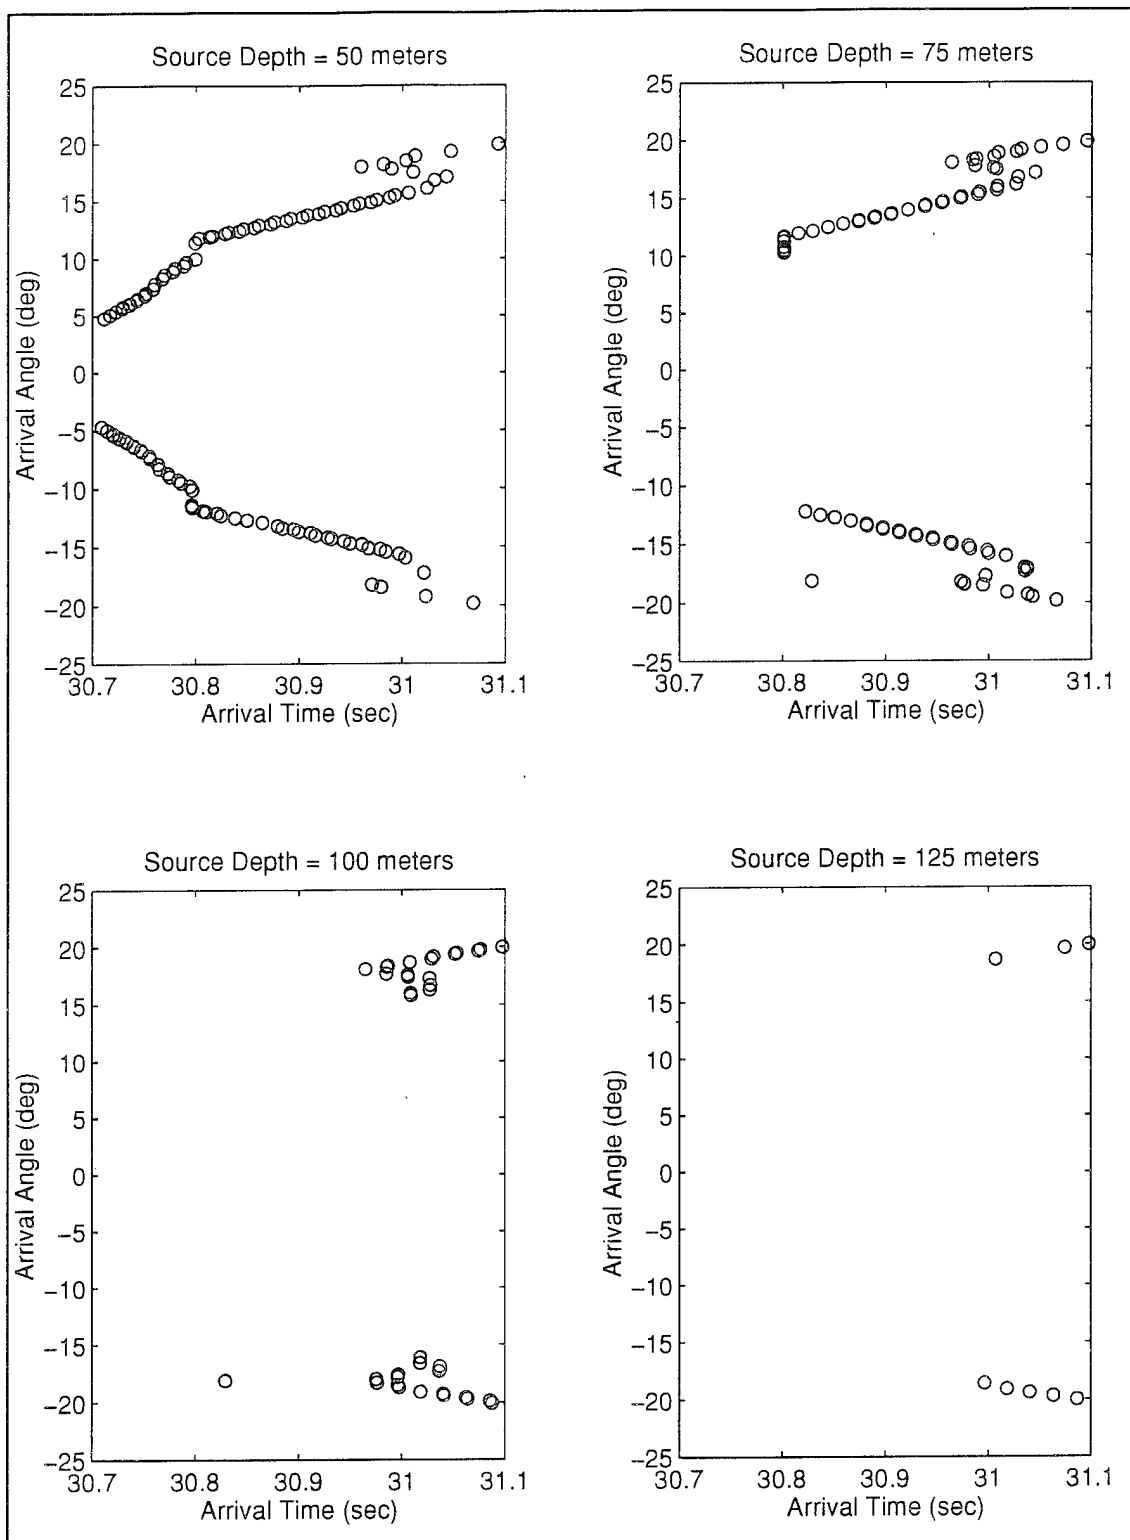 Source Depth = 50 meters
25
20
15
10
5
0
−5
−10
−15
−20
−25
Arrival Angle (deg)
30.7 30.8 30.9 31 31.1
Arrival Time (sec)
Source Depth = 75 meters
25
20
15
10
5
0
−5
−10
−15
−20
−25
Arrival Angle (deg)
30.7 30.8 30.9 31 31.1
Arrival Time (sec)
Source Depth = 100 meters
25
20
15
10
5
0
−5
−10
−15
−20
−25
Arrival Angle (deg)
30.7 30.8 30.9 31 31.1
Arrival Time (sec)
Source Depth = 125 meters
25
20
15
10
5
0
−5
−10
−15
−20
−25
Arrival Angle (deg)
30.7 30.8 30.9 31 31.1
Arrival Time (sec)